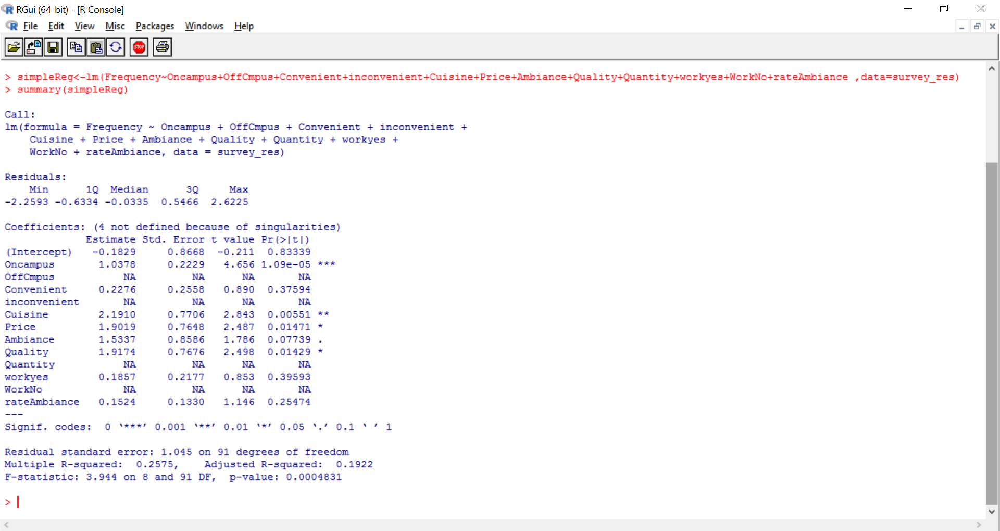 RGui (64-bit) - [R Console]
File Edit View Misc Packages Windows Help
STOP
> simpleReg<-lm(Frequency~Oncampus+OffCmpus+Convenient+inconvenient+Cuisine+Price+Ambiance+Quality+Quantity+workyes+WorkNo+rateAmbiance ,data=survey_res)
> summary(simpleReg)
Call:
lm(formula = Frequency ~ Oncampus + OffCmpus + Convenient + inconvenient +
    Cuisine + Price + Ambiance + Quality + Quantity + workyes +
    WorkNo + rateAmbiance, data = survey_res)
Residuals:
    Min      1Q  Median      3Q     Max
-2.2593 -0.6334 -0.0335  0.5466  2.6225
Coefficients: (4 not defined because of singularities)
             Estimate Std. Error t value Pr(>|t|)
(Intercept)   -0.1829     0.8668  -0.211  0.83339
Oncampus       1.0378     0.2229   4.656 1.09e-05 ***
OffCmpus           NA         NA      NA       NA
Convenient     0.2276     0.2558   0.890  0.37594
inconvenient       NA         NA      NA       NA
Cuisine        2.1910     0.7706   2.843  0.00551 **
Price          1.9019     0.7648   2.487  0.01471 *
Ambiance       1.5337     0.8586   1.786  0.07739 .
Quality        1.9174     0.7676   2.498  0.01429 *
Quantity           NA         NA      NA       NA
workyes        0.1857     0.2177   0.853  0.39593
WorkNo             NA         NA      NA       NA
rateAmbiance   0.1524     0.1330   1.146  0.25474
---
Signif. codes:  0 ‘***’ 0.001 ‘**’ 0.01 ‘*’ 0.05 ‘.’ 0.1 ‘ ’ 1
Residual standard error: 1.045 on 91 degrees of freedom
Multiple R-squared:  0.2575,    Adjusted R-squared:  0.1922
F-statistic: 3.944 on 8 and 91 DF,  p-value: 0.0004831
>